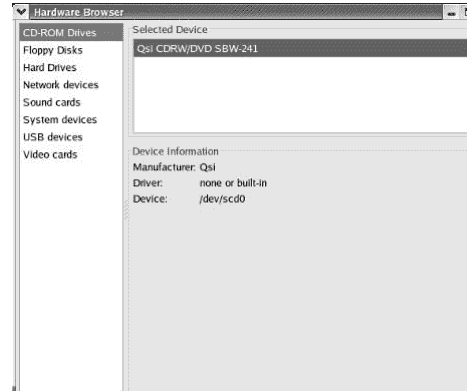 Hardware Browser
CD-ROM Drives
Floppy Disks
Hard Drives
Network devices
Sound cards
System devices
USB devices
Video cards
Selected Device
Qsi CDRW/DVD SBW-241
Device Information
Manufacturer: Qsi
Driver: none or built-in
Device: /dev/scd0